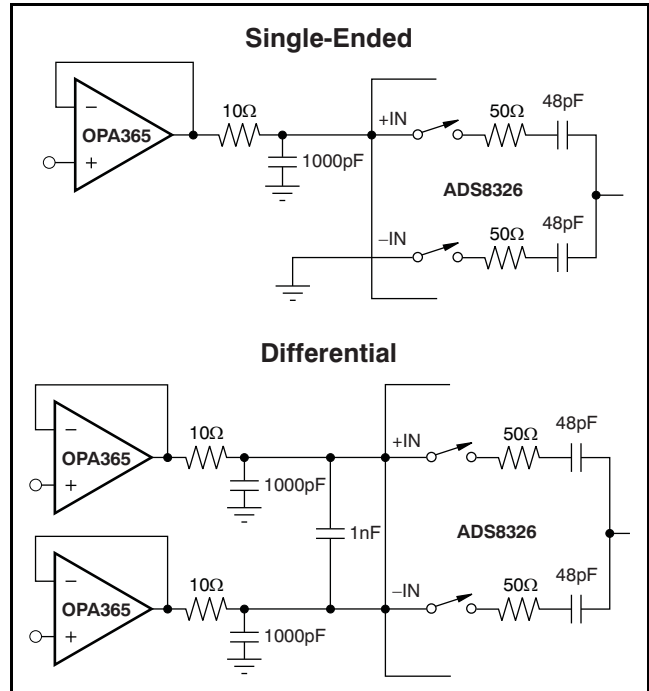 Single-Ended
−
OPA365
+
10Ω
1000pF
+IN
50Ω
48pF
ADS8326
−IN
50Ω
48pF
Differential
−
OPA365
+
10Ω
1000pF
1nF
+IN
50Ω
48pF
ADS8326
−
OPA365
+
10Ω
1000pF
−IN
50Ω
48pF